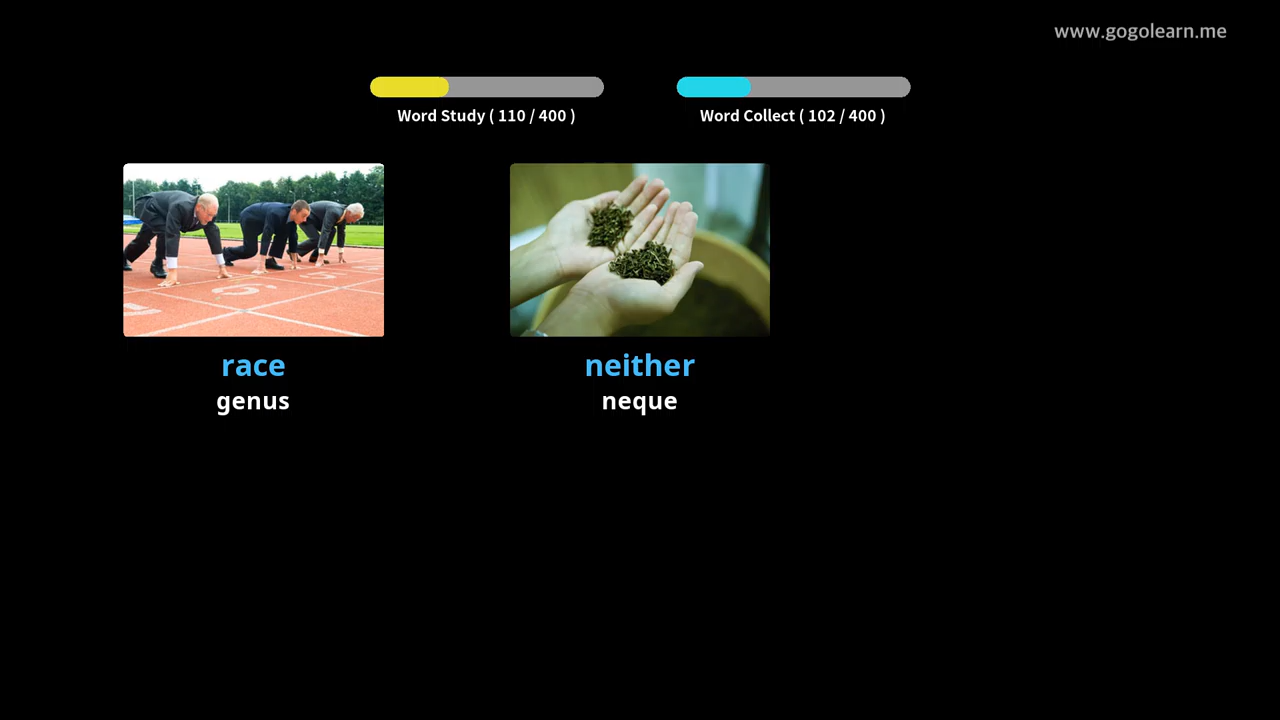 www.gogolearn.me
Word Study ( 110 / 400 )
Word Collect ( 102 / 400 )
race
genus
neither
neque